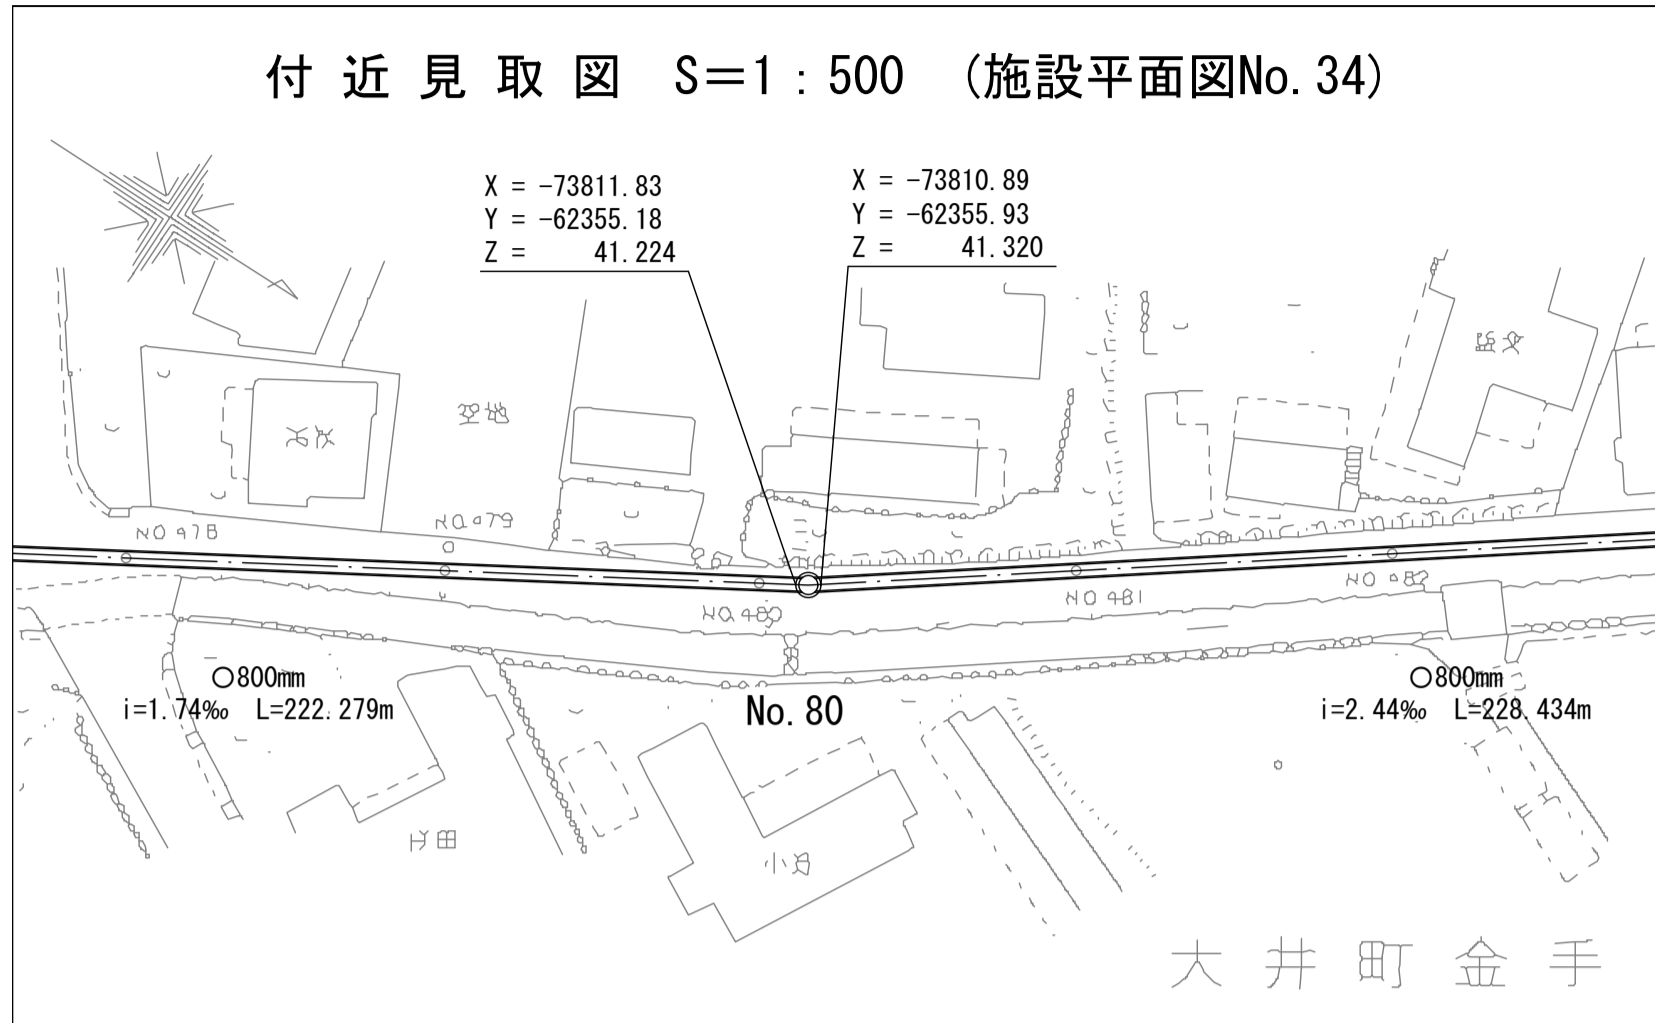 付近見取図 S=1:500 (施設平面図No.34)
X = -73811.83
Y = -62355.18
Z = 41.224
X = -73810.89
Y = -62355.93
Z = 41.320
空地
NO 478
NO.479
NO.480
NO 481
NO 482
○800mm
i=1.74‰ L=222.279m
No.80
○800mm
i=2.44‰ L=228.434m
大井町金手